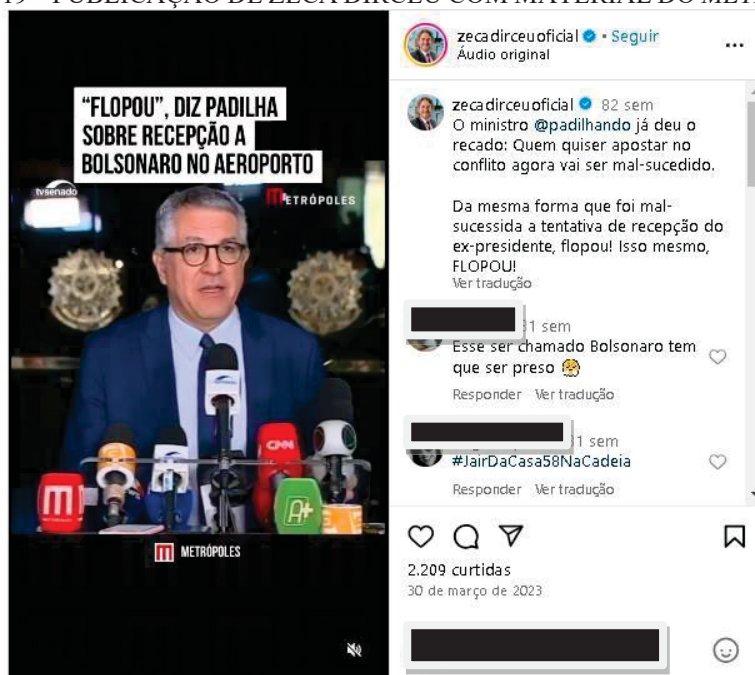 PUBLICAÇÃO DE ZECA DIRCEU COM MATERIAL DO
"FLOPOU", DIZ PADILHA
SOBRE RECEPÇÃO A
BOLSONARO NO AEROPORTO
tvsenado
METRÓPOLES
CNN
A+
METRÓPOLES
zecadirceuoficial • Seguir
Áudio original
zecadirceuoficial 82 sem
O ministro @padilhando já deu o
recado: Quem quiser apostar no
conflito agora vai ser mal-sucedido.
Da mesma forma que foi mal-
sucessida a tentativa de recepção do
ex-presidente, flopou! Isso mesmo,
FLOPOU!
Ver tradução
81 sem
Esse ser chamado Bolsonaro tem
que ser preso
Responder Ver tradução
sem
#JairDaCasa58NaCadeia
Responder Ver tradução
2.209 curtidas
30 de março de 2023